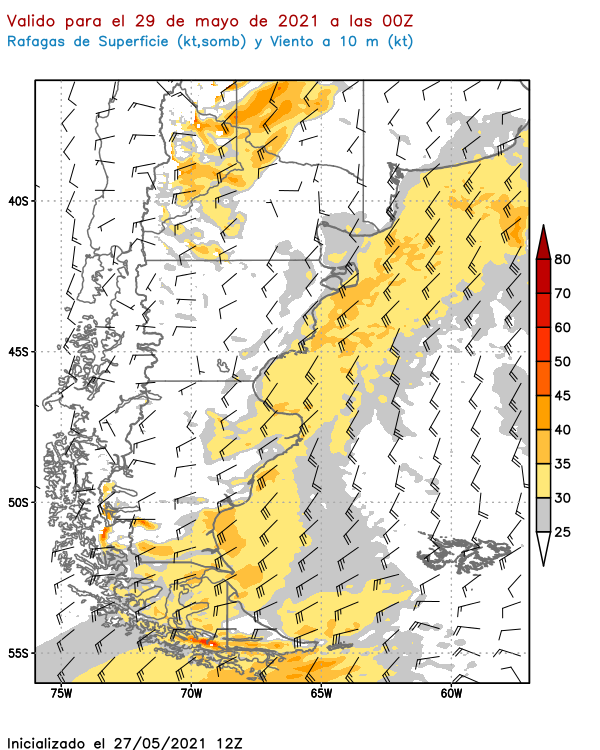 Valido para el 29 de mayo de 2021 a las 00Z
Rafagas de Superficie (kt,somb) y Viento a 10 m (kt)
40S
45S
50S
55S
75W
70W
65W
60W
80
70
60
50
45
40
35
30
25
Inicializado el 27/05/2021 12Z